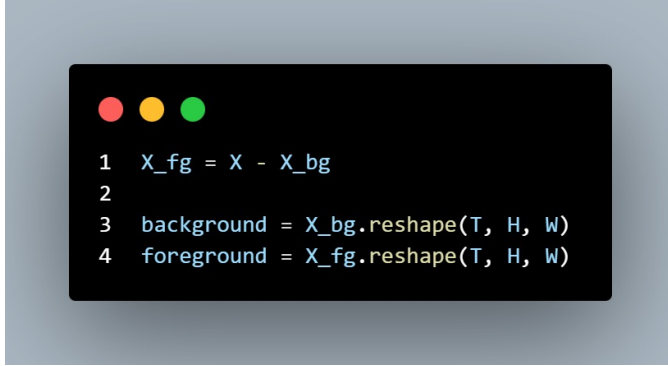 1 X_fg = X - X_bg
2
3 background = X_bg.reshape(T, H, W)
4 foreground = X_fg.reshape(T, H, W)